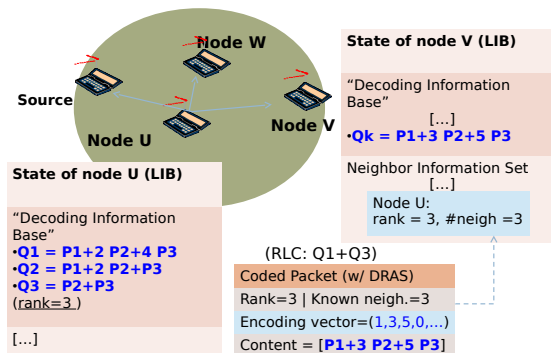 Node W
Source
Node U
Node V
State of node V (LIB)
“Decoding Information
Base”
[...]
•Qk = P1+3 P2+5 P3
Neighbor Information Set
[...]
Node U:
rank = 3, #neigh =3
State of node U (LIB)
“Decoding Information
Base”
•Q1 = P1+2 P2+4 P3
•Q2 = P1+2 P2+P3
•Q3 = P2+P3
(rank=3 )
[...]
(RLC: Q1+Q3)
Coded Packet (w/ DRAS)
Rank=3 | Known neigh.=3
Encoding vector=(1,3,5,0,...)
Content = [P1+3 P2+5 P3]